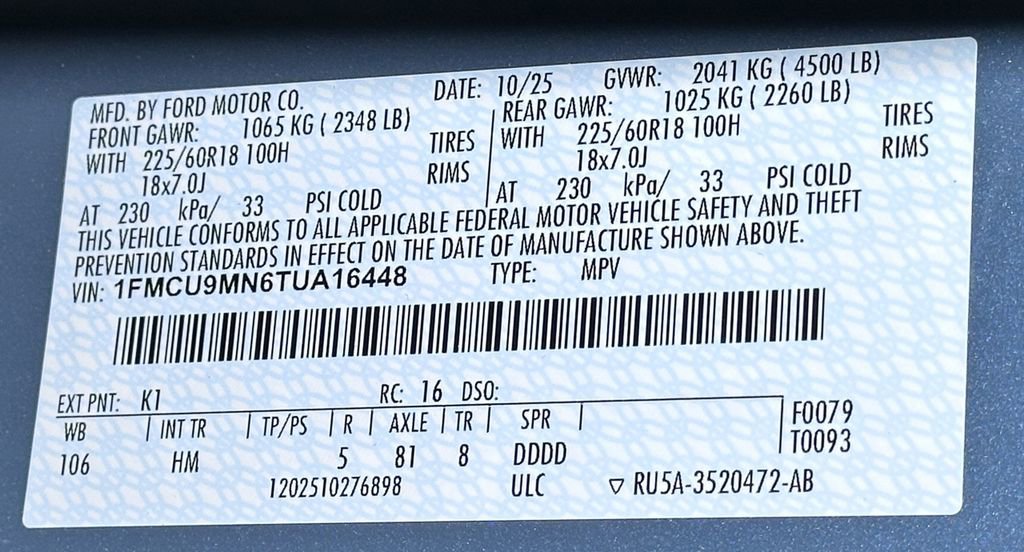 MFD. BY FORD MOTOR CO. DATE: 10/25 GVWR: 2041 KG ( 4500 LB)
FRONT GAWR: 1065 KG ( 2348 LB) REAR GAWR: 1025 KG ( 2260 LB)
WITH 225/60R18 100H TIRES WITH 225/60R18 100H TIRES
18x7.0J RIMS 18x7.0J RIMS
AT 230 kPa/ 33 PSI COLD AT 230 kPa/ 33 PSI COLD
THIS VEHICLE CONFORMS TO ALL APPLICABLE FEDERAL MOTOR VEHICLE SAFETY AND THEFT
PREVENTION STANDARDS IN EFFECT ON THE DATE OF MANUFACTURE SHOWN ABOVE.
VIN: 1FMCU9MN6TUA16448 TYPE: MPV
EXT PNT: K1 RC: 16 DSO:
WB | INT TR | TP/PS | R | AXLE | TR | SPR | F0079
106 HM 5 81 8 DDDD T0093
1202510276898 ULC ▽ RU5A-3520472-AB